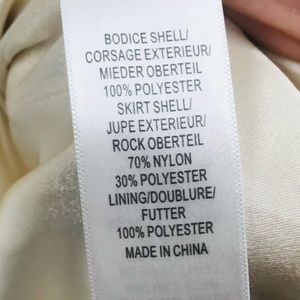 BODICE SHELL/
CORSAGE EXTERIEUR/
MIEDER OBERTEIL
100% POLYESTER
SKIRT SHELL/
JUPE EXTERIEUR/
ROCK OBERTEIL
70% NYLON
30% POLYESTER
LINING/DOUBLURE/
FUTTER
100% POLYESTER
MADE IN CHINA